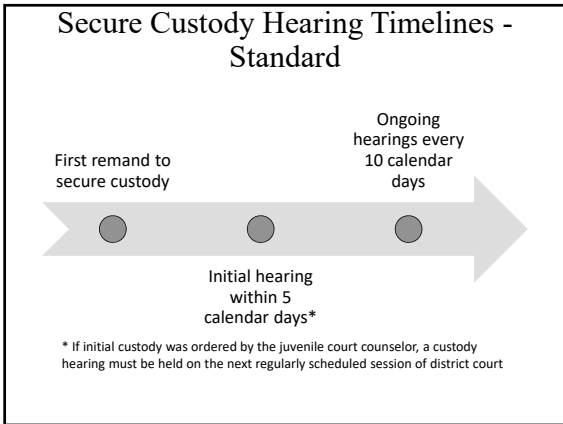 Secure Custody Hearing Timelines -
Standard
First remand to
secure custody
Initial hearing
within 5
calendar days*
Ongoing
hearings every
10 calendar
days
* If initial custody was ordered by the juvenile court counselor, a custody
hearing must be held on the next regularly scheduled session of district court